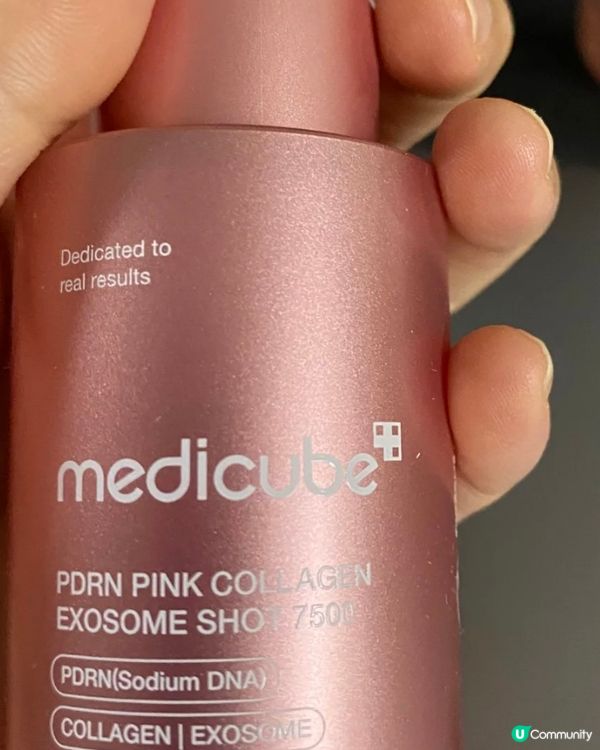 Dedicated to
real results
medicube
PDRN PINK COLLAGEN
EXOSOME SHOT 7500
PDRN(Sodium DNA)
COLLAGEN | EXOSOME
U Community